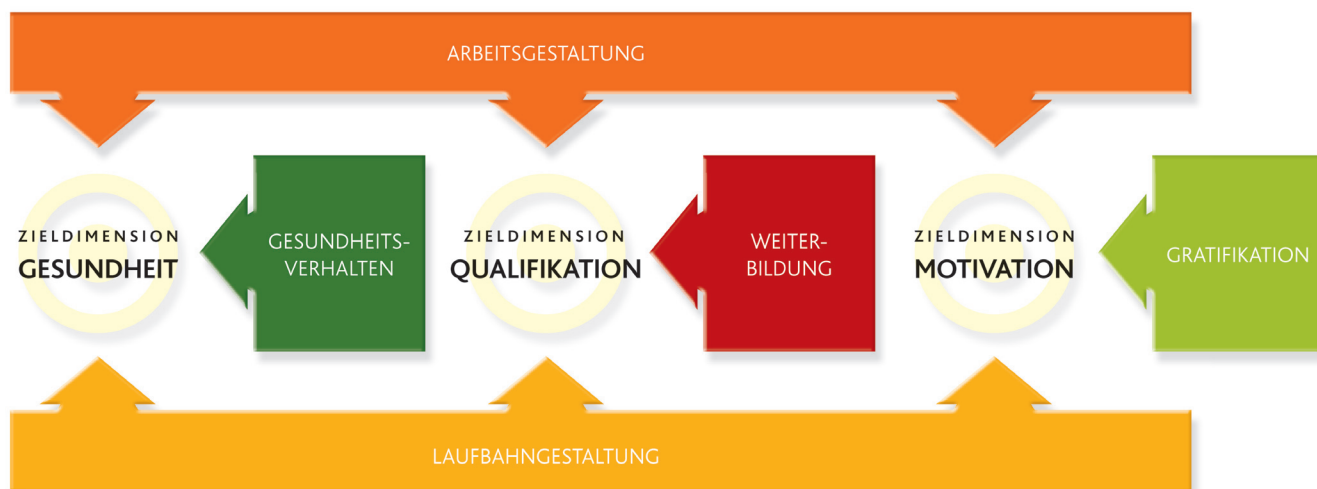 ARBEITSGESTALTUNG
ZIELDIMENSION
GESUNDHEIT
GESUNDHEITS-
VERHALTEN
ZIELDIMENSION
QUALIFIKATION
WEITER-
BILDUNG
ZIELDIMENSION
MOTIVATION
GRATIFIKATION
LAUFBAHNGESTALTUNG